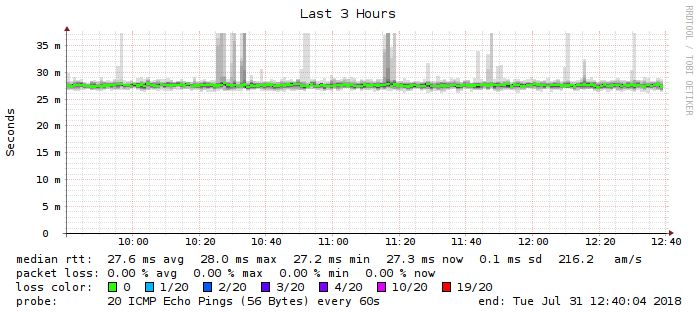 Last 3 Hours
RRDTOOL / TOBI OETIKER
Seconds
35 m
30 m
25 m
20 m
15 m
10 m
5 m
0
10:00 10:20 10:40 11:00 11:20 11:40 12:00 12:20 12:40
median rtt: 27.6 ms avg 28.0 ms max 27.2 ms min 27.3 ms now 0.1 ms sd 216.2 am/s
packet loss: 0.00 % avg 0.00 % max 0.00 % min 0.00 % now
loss color: 0 1/20 2/20 3/20 4/20 10/20 19/20
probe: 20 ICMP Echo Pings (56 Bytes) every 60s end: Tue Jul 31 12:40:04 2018